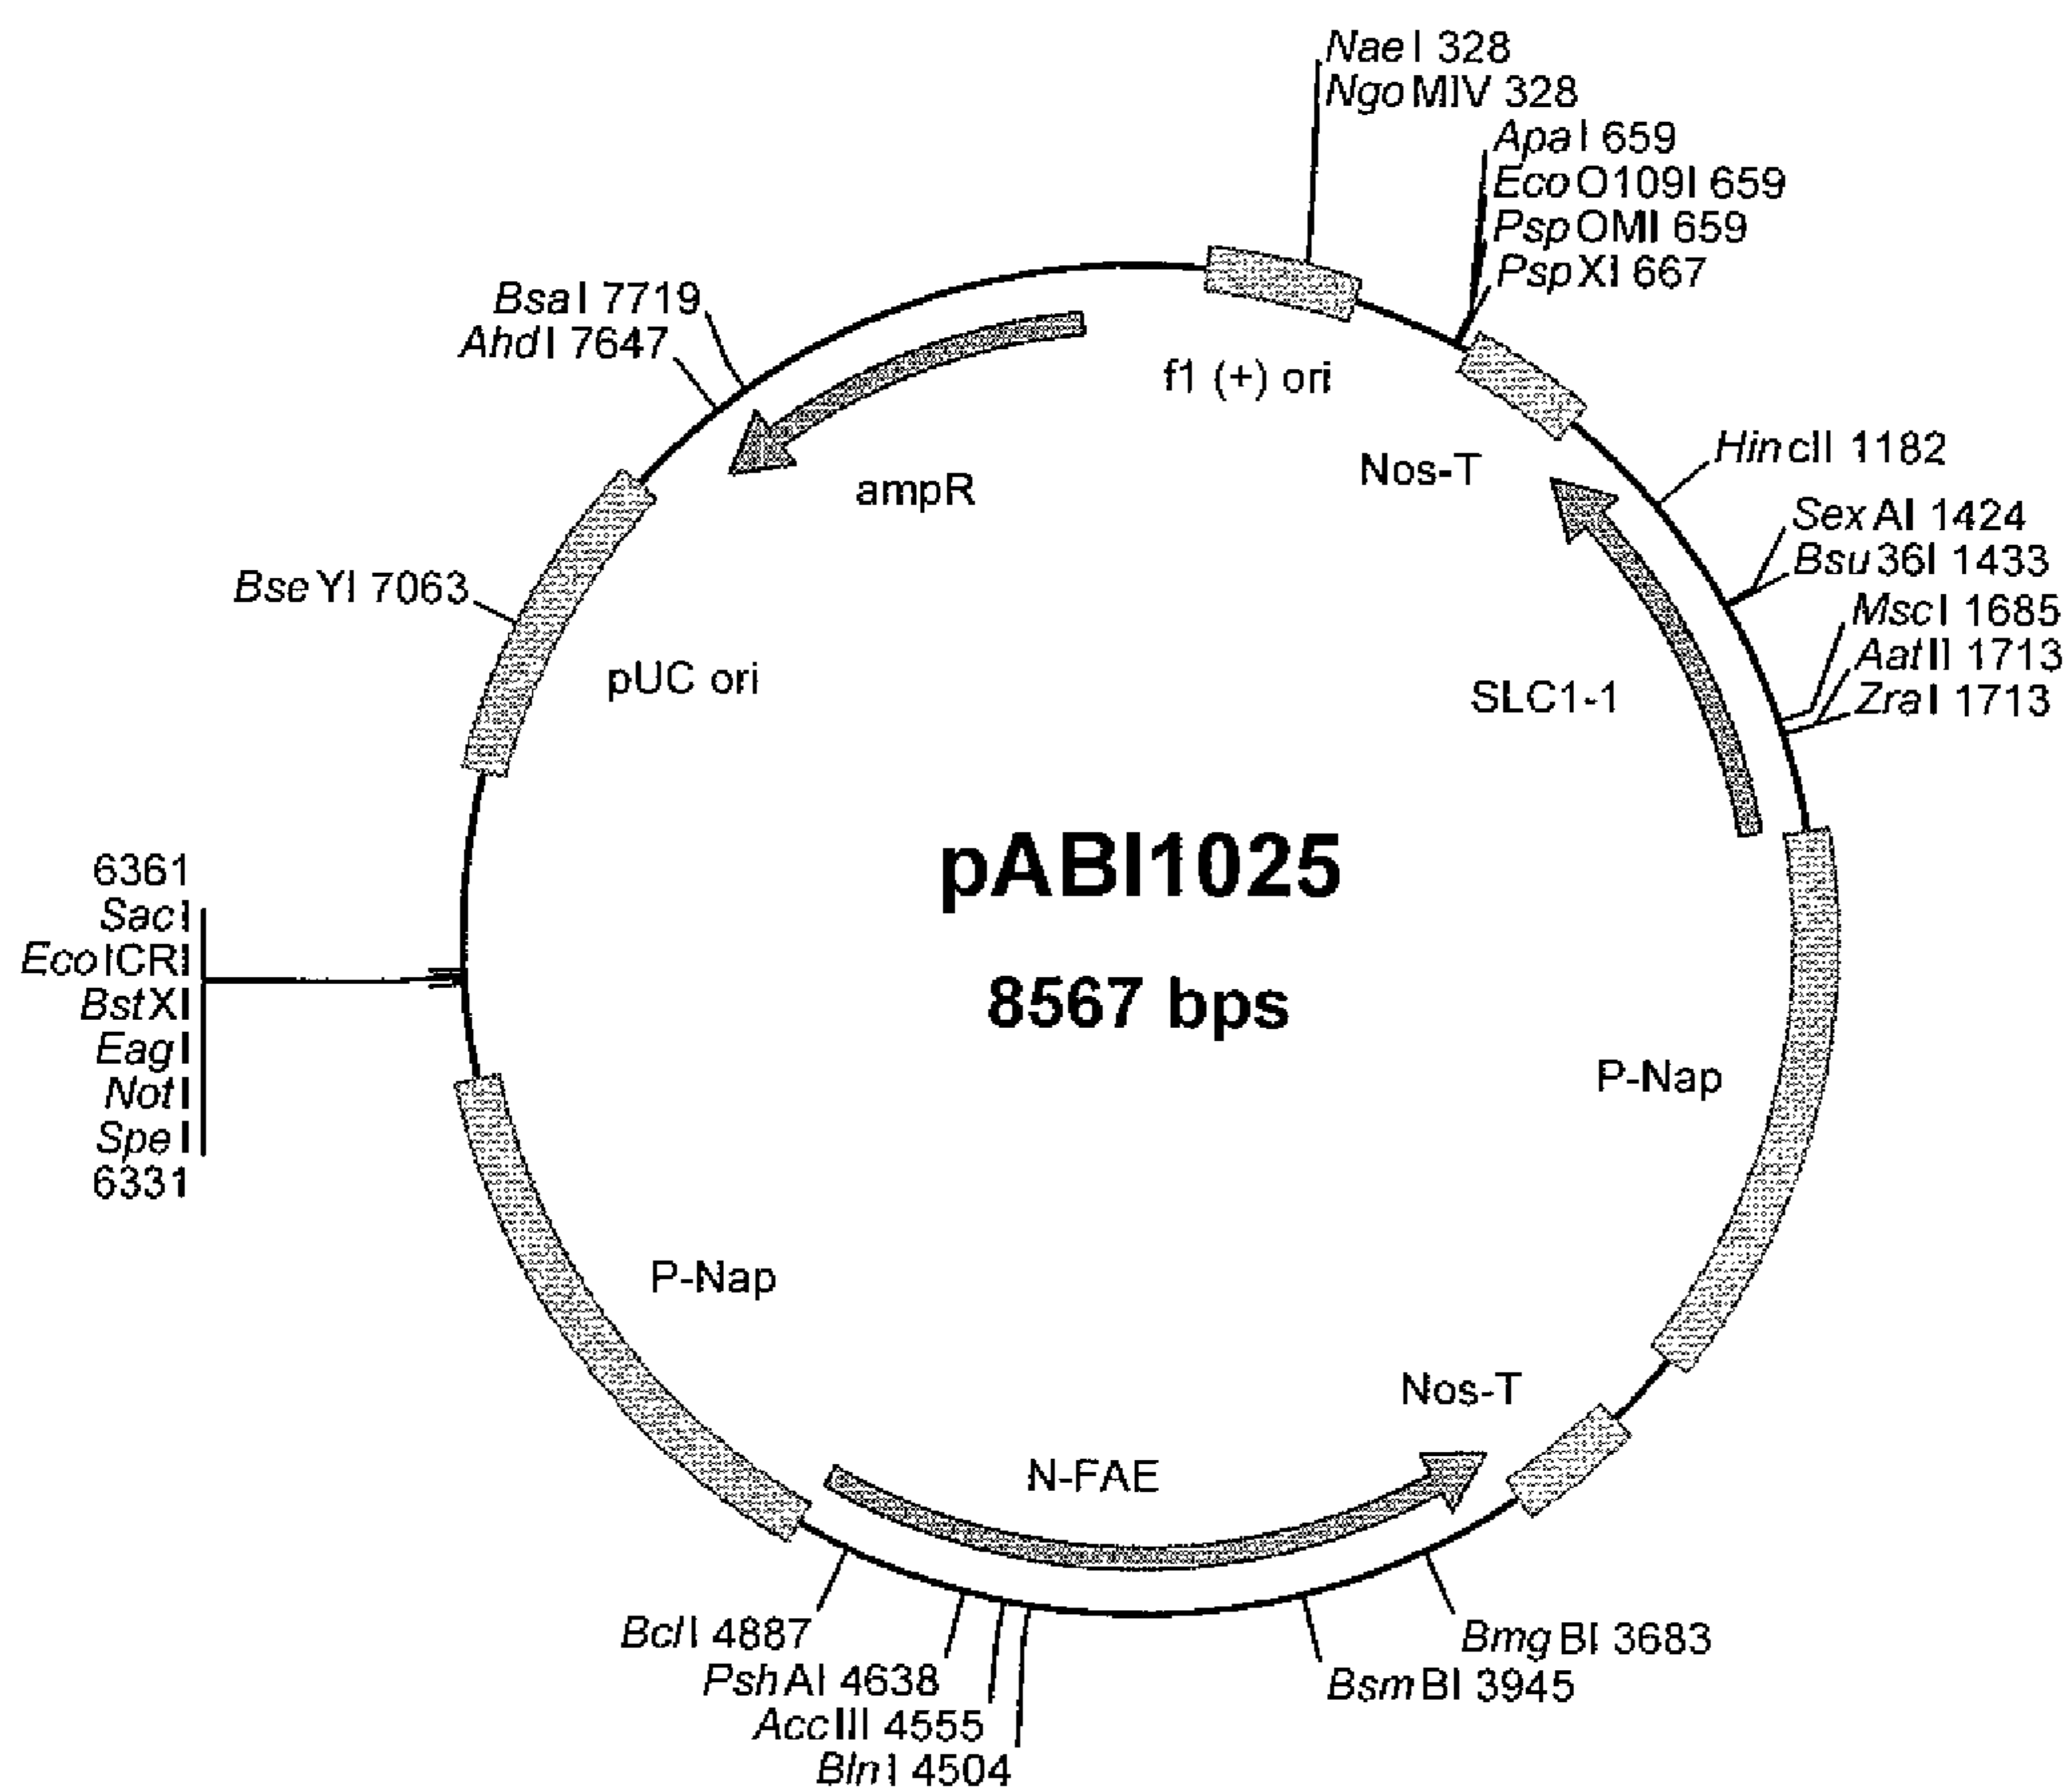 NaeI 328
NgoMIV 328
ApaI 659
EcoO109I 659
PspOMI 659
PspXI 667
BsaI 7719
AhdI 7647
f1 (+) ori
Nos-T
HincII 1182
ampR
SexAI 1424
Bsu36I 1433
MscI 1685
AatII 1713
ZraI 1713
BseYI 7063
pUC ori
SLC1-1
pABI1025
8567 bps
6361
SacI
EcoICRI
BstXI
EagI
NotI
SpeI
6331
P-Nap
P-Nap
Nos-T
N-FAE
BclI 4887
PshAI 4638
AccIII 4555
BlnI 4504
BmgBI 3683
BsmBI 3945